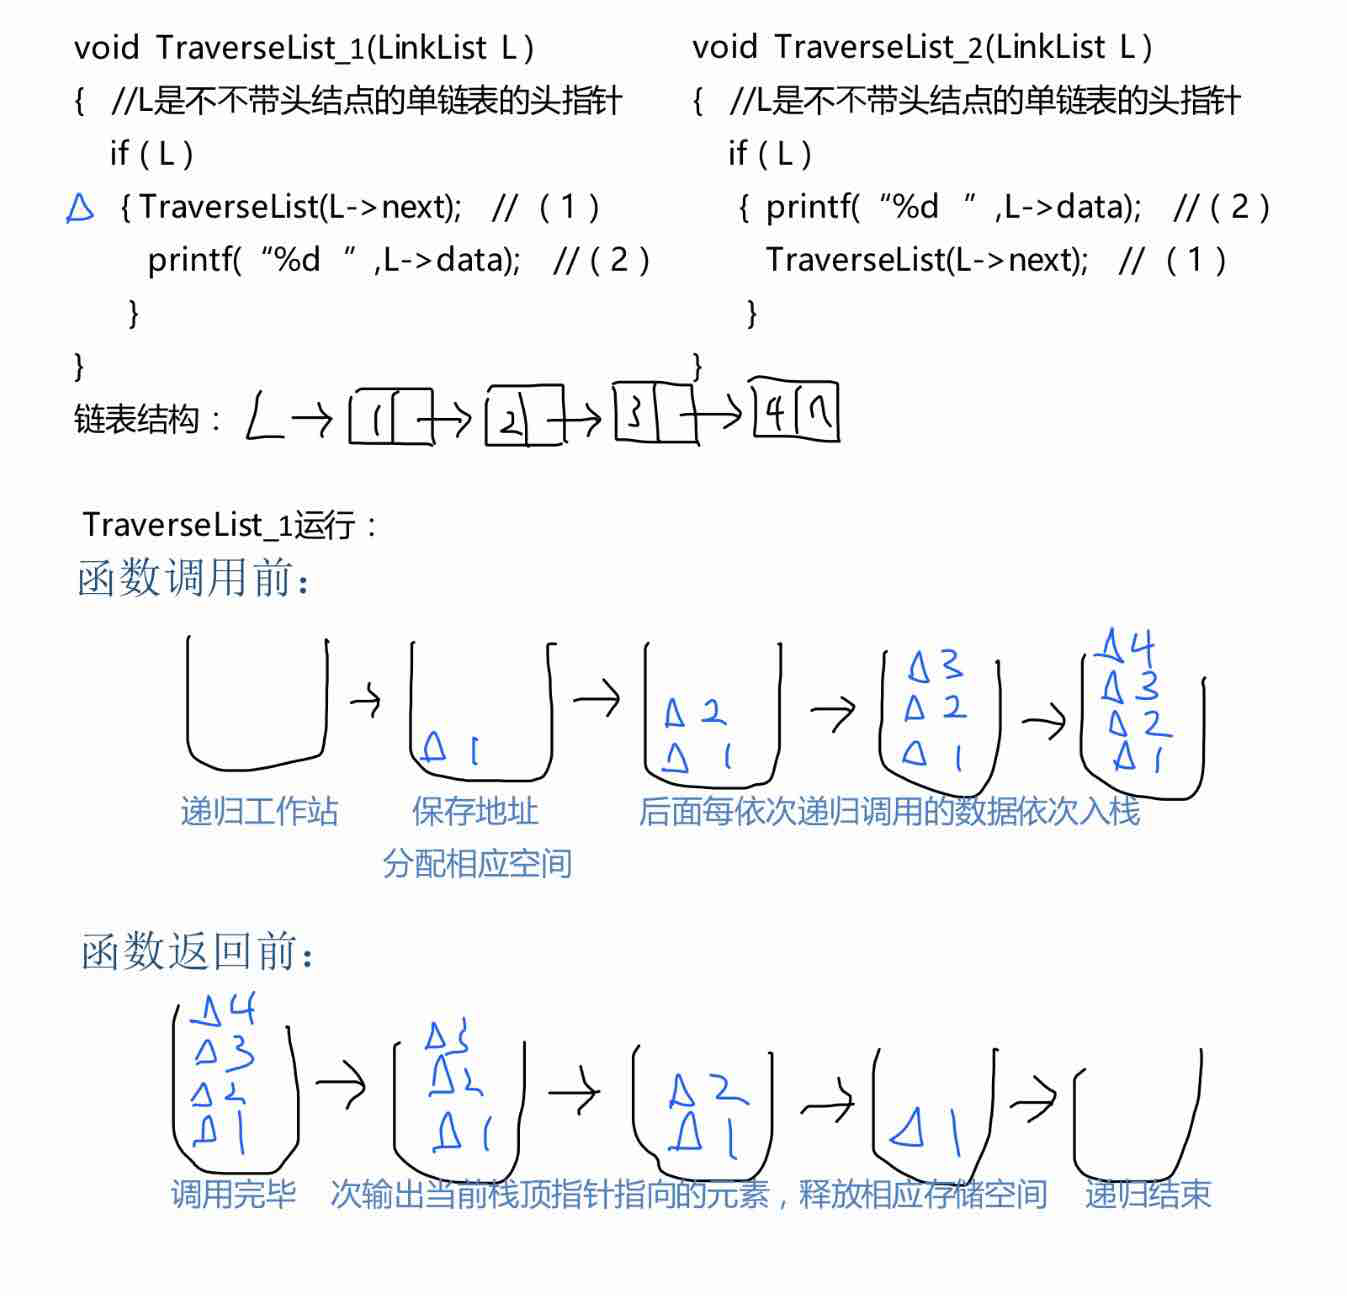 void TraverseList_1(LinkList L)
{ //L是不不带头结点的单链表的头指针
if ( L )
Δ { TraverseList(L->next); // （1）
printf( “%d ” ,L->data); //（2）
}
}
void TraverseList_2(LinkList L)
{ //L是不不带头结点的单链表的头指针
if ( L )
{ printf( “%d ” ,L->data); //（2）
TraverseList(L->next); // （1）
}
}
链表结构： L → 1 → 2 → 3 → 4
TraverseList_1运行：
函数调用前：
Δ 1
Δ 2
Δ 1
Δ 3
Δ 2
Δ 1
Δ 4
Δ 3
Δ 2
Δ 1
递归工作站 保存地址 后面每依次递归调用的数据依次入栈
分配相应空间
函数返回前：
Δ 4
Δ 3
Δ 2
Δ 1
Δ 3
Δ 2
Δ 1
Δ 2
Δ 1
Δ 1
调用完毕 次输出当前栈顶指针指向的元素，释放相应存储空间 递归结束